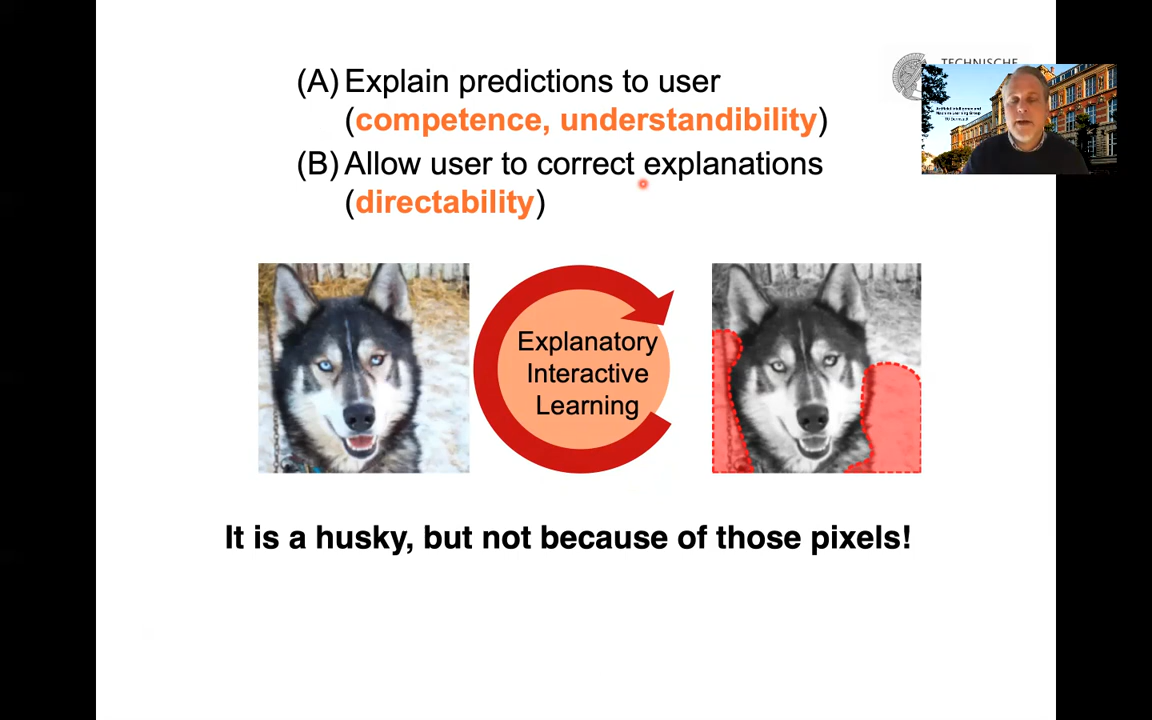 (A) Explain predictions to user
(competence, understandibility)
(B) Allow user to correct explanations
(directability)
TECHNISCHE
Explanatory
Interactive
Learning
It is a husky, but not because of those pixels!